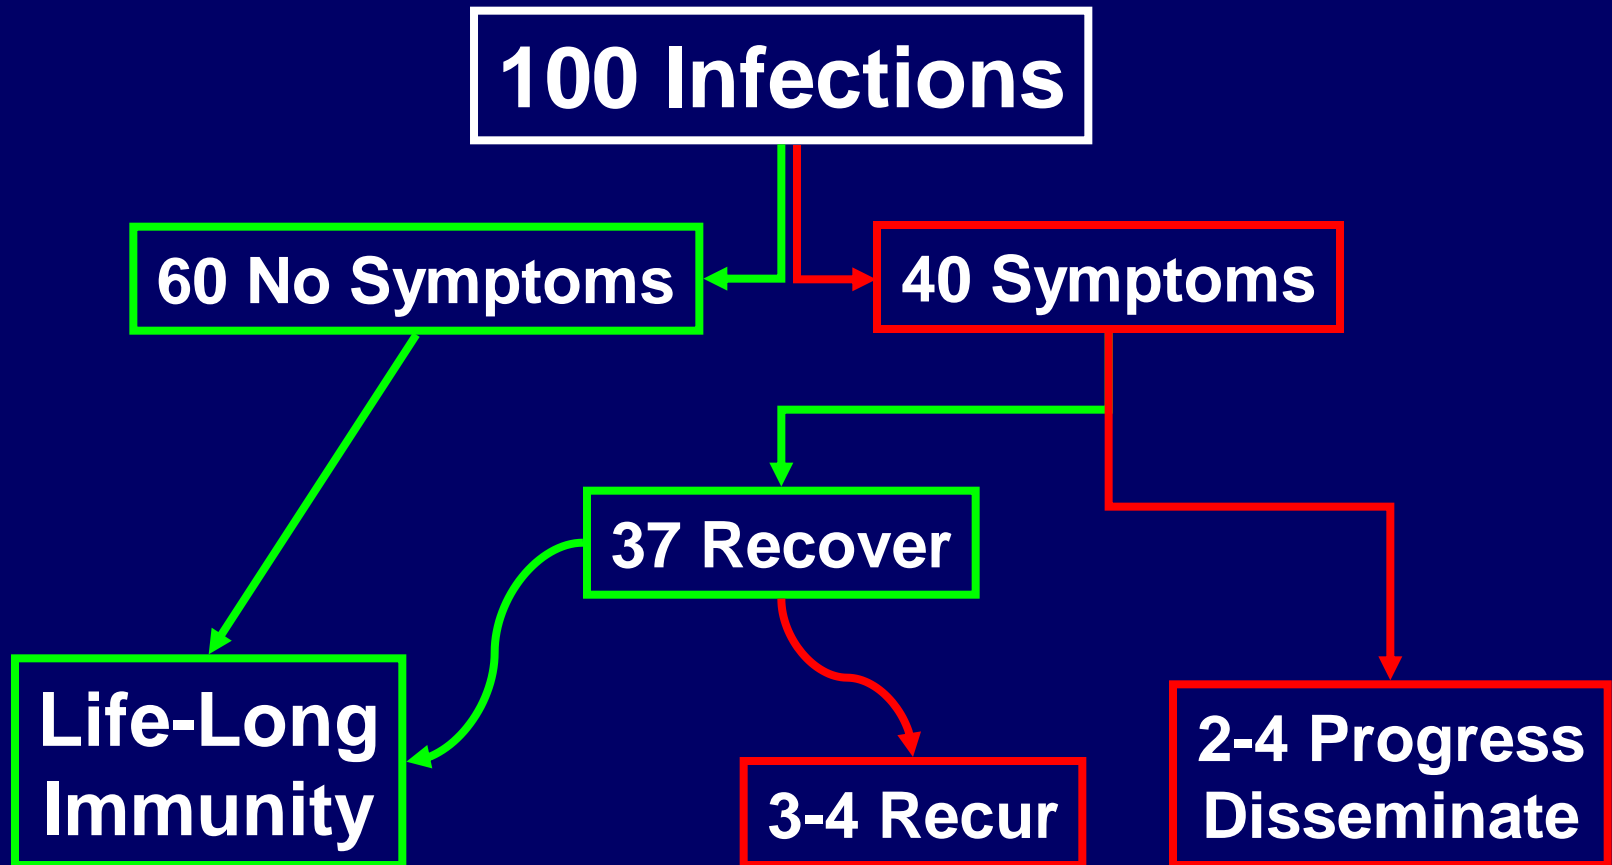 100 Infections
60 No Symptoms
40 Symptoms
37 Recover
Life-Long
Immunity
3-4 Recur
2-4 Progress
Disseminate